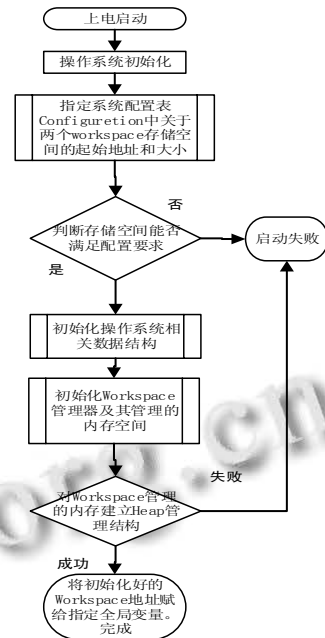 上电启动
操作系统初始化
指定系统配置表
Configuretion中关于
两个workspace存储空
间的起始地址和大小
判断存储空间能否
满足配置要求
否
启动失败
是
初始化操作系统相
关数据结构
初始化Workspace
管理器及其管理的
内存空间
对Workspace管理
的内存建立Heap管
理结构
失败
成功
将初始化好的
Workspace地址赋
给指定全局变量。
完成